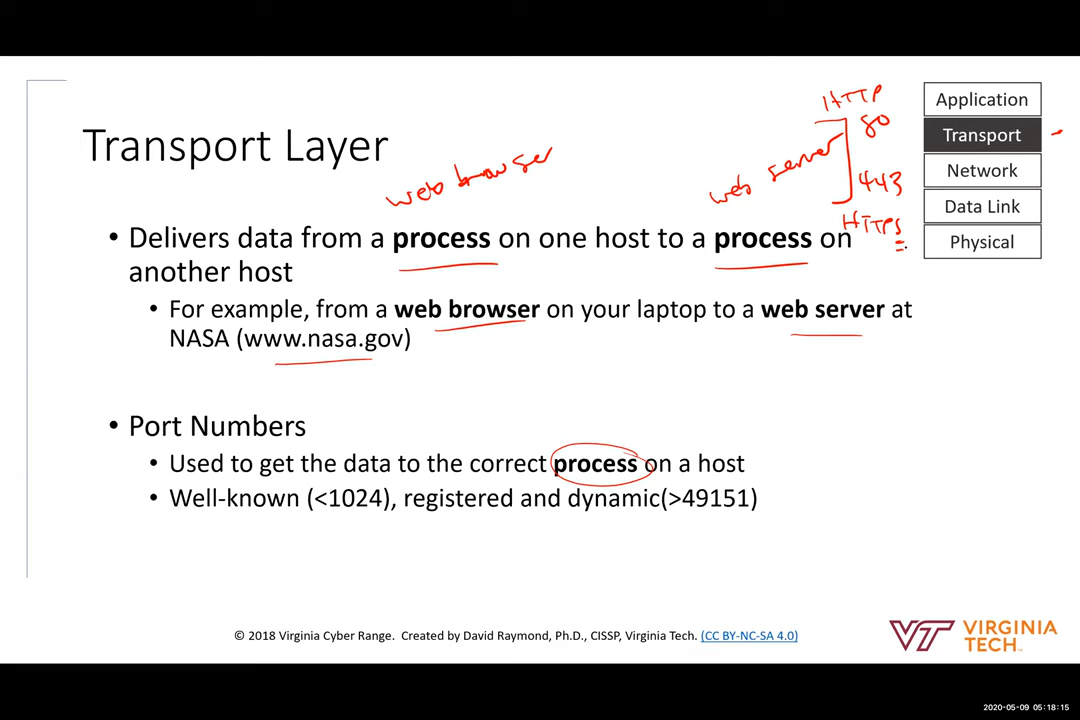 HTTP
80
Transport Layer
web browser
web server
443
HTTPS
Application
Transport
Network
Data Link
Physical
• Delivers data from a process on one host to a process on
another host
• For example, from a web browser on your laptop to a web server at
NASA (www.nasa.gov)
• Port Numbers
• Used to get the data to the correct process on a host
• Well-known (<1024), registered and dynamic(>49151)
© 2018 Virginia Cyber Range. Created by David Raymond, Ph.D., CISSP, Virginia Tech. (CC BY-NC-SA 4.0)
VT VIRGINIA
TECH™
2020-05-09 05:18:15